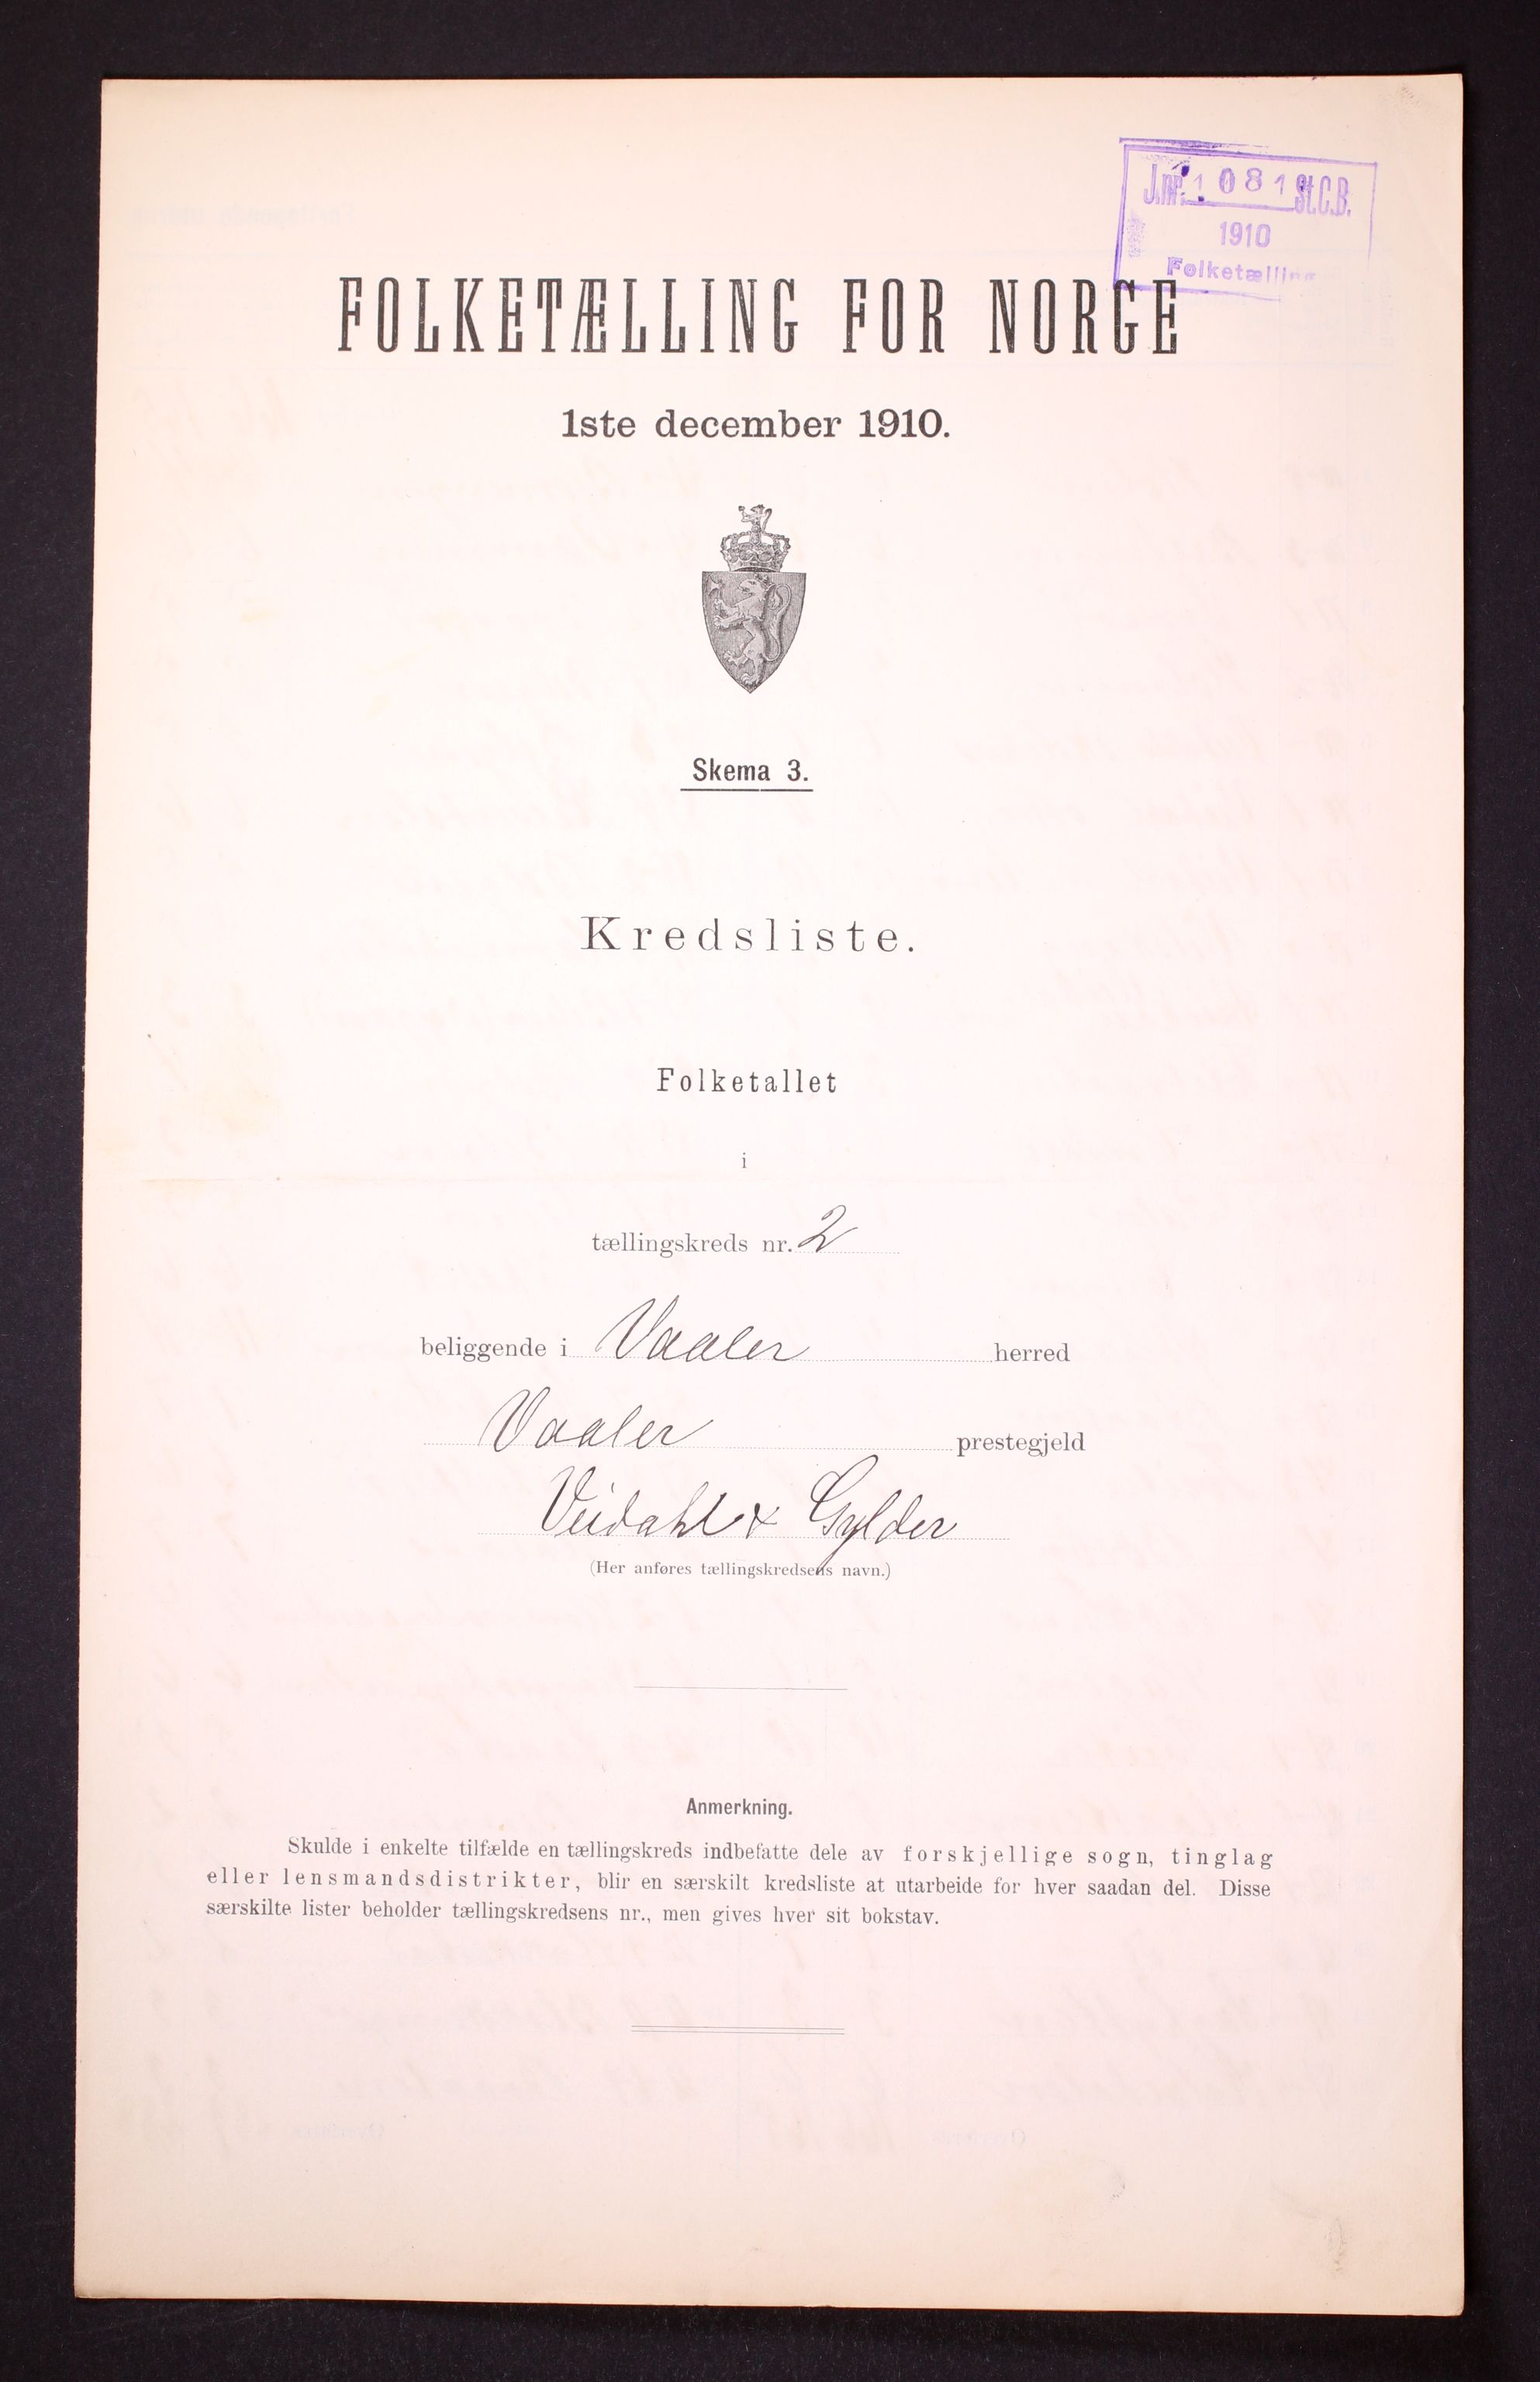 J.nr. 1081 St.C.B.
1910
Folketælling
FOLKETÆLLING FOR NORGE
1ste december 1910.
Skema 3.
Kredsliste.
Folketallet
i
tællingskreds nr. 2
beliggende i Vaaler herred
Vaaler prestegjeld
Veidahl & Gylder
(Her anføres tællingskredsens navn.)
Anmerkning.
Skulde i enkelte tilfælde en tællingskreds indbefatte dele av forskjellige sogn, tinglag
eller lensmandsdistrikter, blir en særskilt kredsliste at utarbeide for hver saadan del. Disse
særskilte lister beholder tællingskredsens nr., men gives hver sit bokstav.